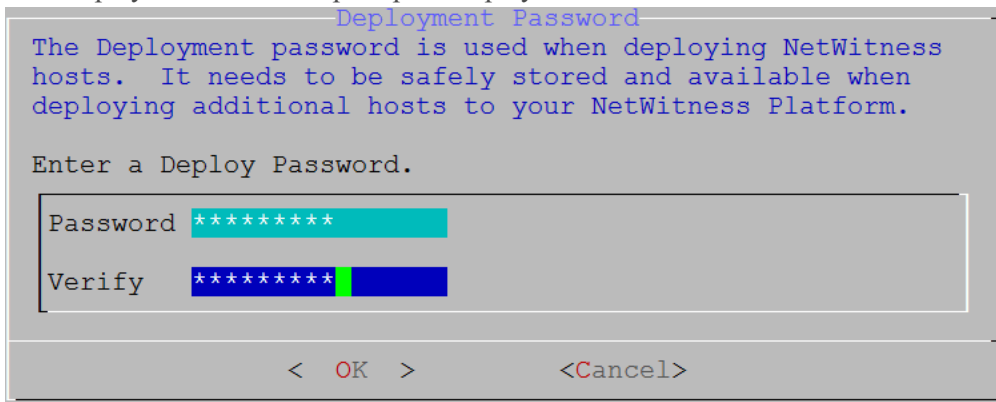 Deployment Password
The Deployment password is used when deploying NetWitness
hosts.  It needs to be safely stored and available when
deploying additional hosts to your NetWitness Platform.
Enter a Deploy Password.
Password *********
Verify *********
<  OK  > <Cancel>